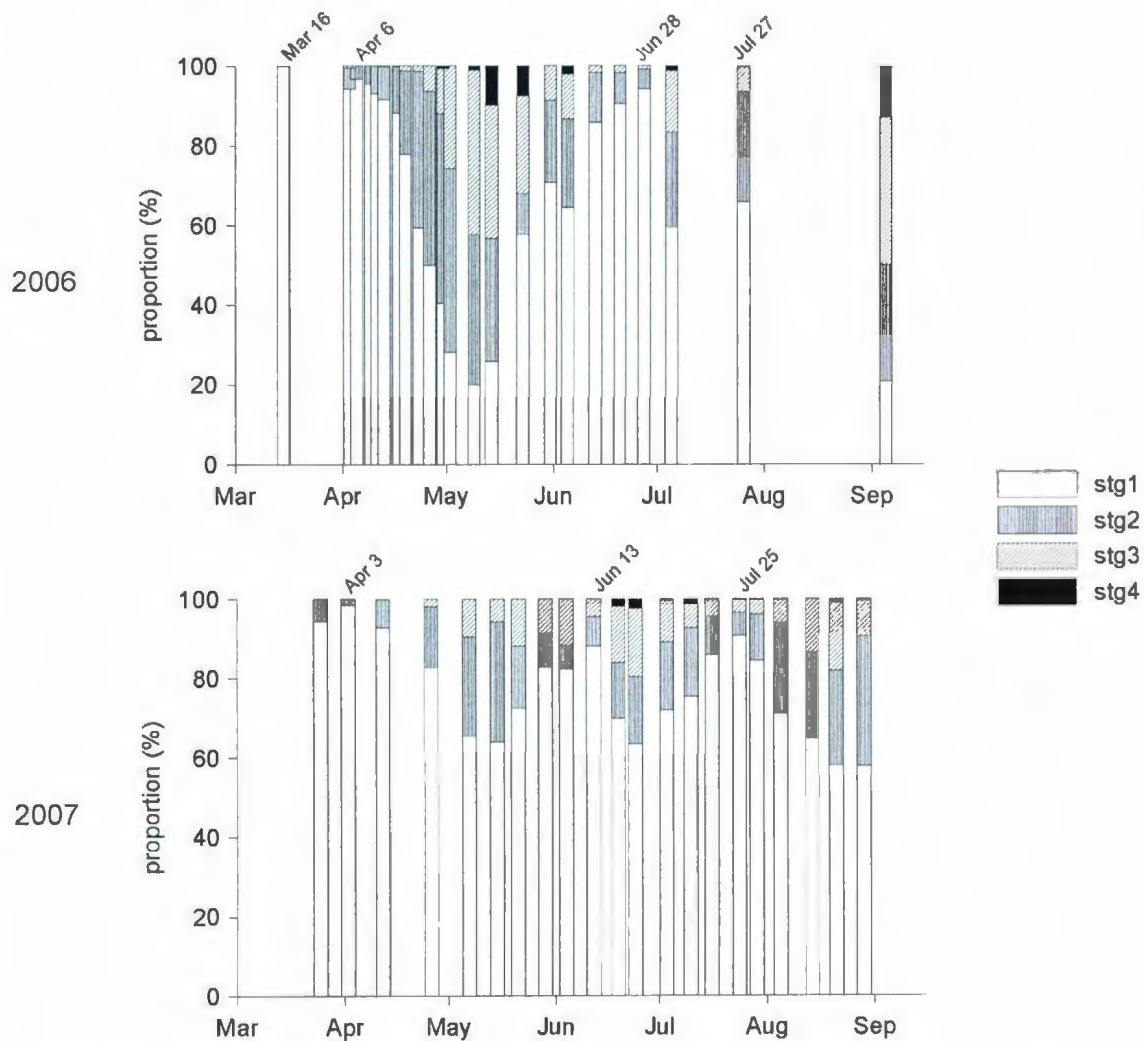 Mar 16
Apr 6
Jun 28
Jul 27
100
80
60
40
20
0
proportion (%)
2006
Mar Apr May Jun Jul Aug Sep
stg1
stg2
stg3
stg4
Apr 3
Jun 13
Jul 25
100
80
60
40
20
0
proportion (%)
2007
Mar Apr May Jun Jul Aug Sep